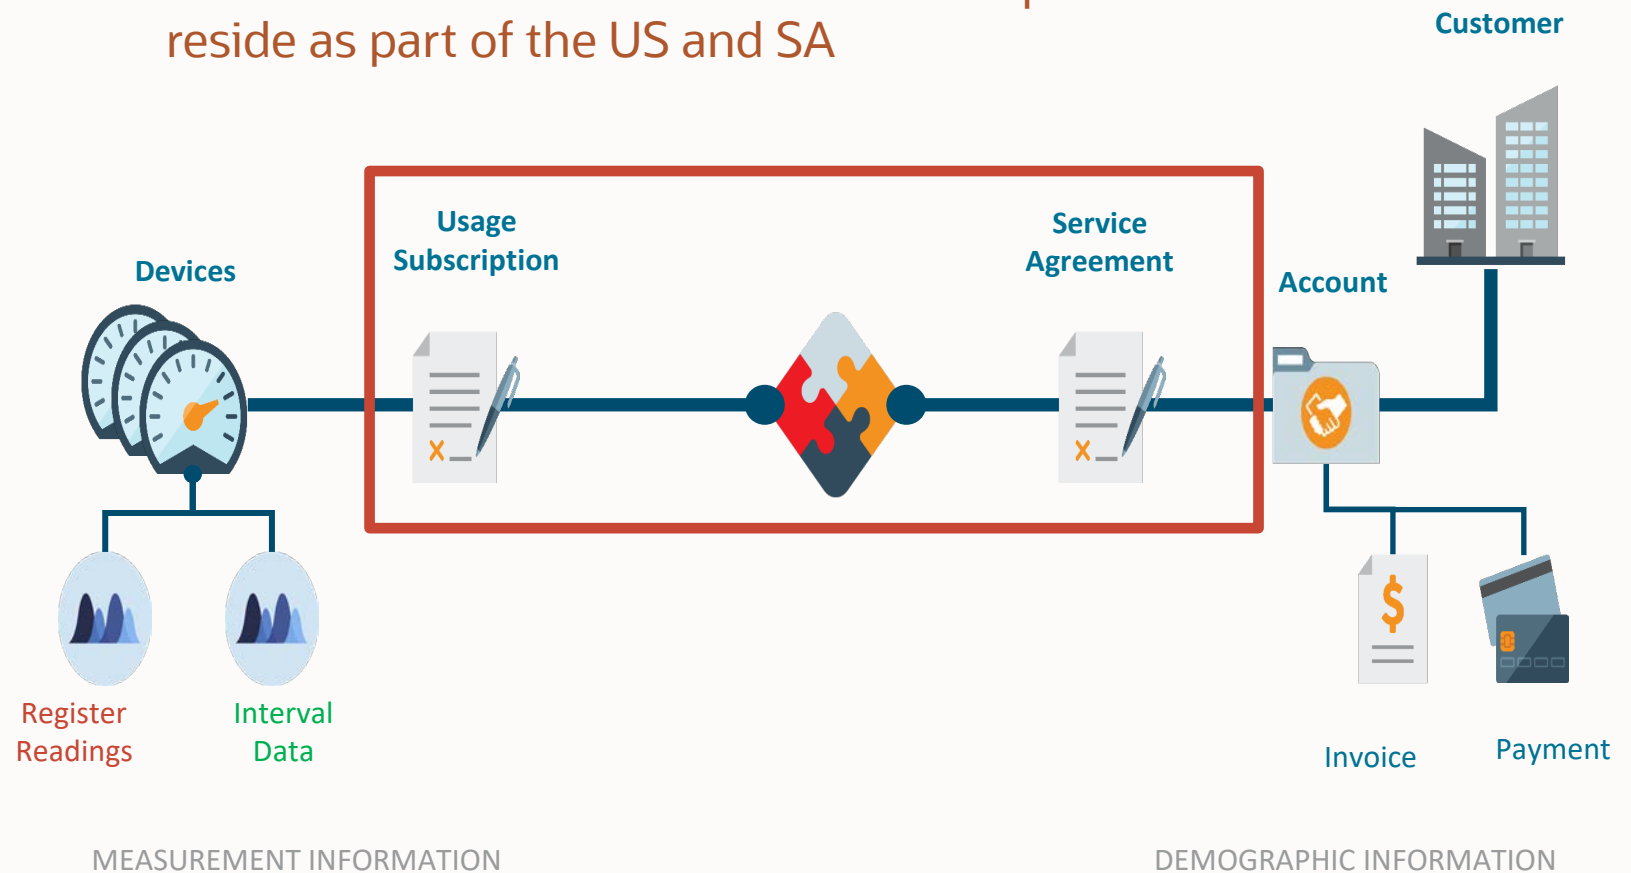 reside as part of the US and SA
Customer
Usage
Subscription
Service
Agreement
Devices
Account
Register
Readings
Interval
Data
Invoice
Payment
MEASUREMENT INFORMATION
DEMOGRAPHIC INFORMATION